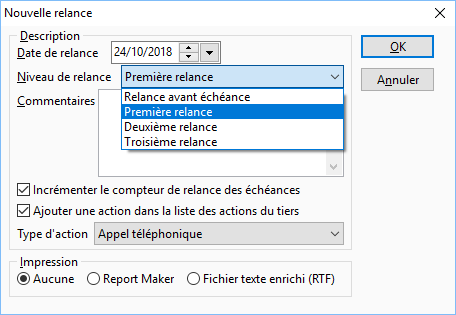 Nouvelle relance
Description
Date de relance 24/10/2018
OK
Niveau de relance Première relance
Annuler
Commentaires
Relance avant échéance
Première relance
Deuxième relance
Troisième relance
Incrémenter le compteur de relance des échéances
Ajouter une action dans la liste des actions du tiers
Type d'action Appel téléphonique
Impression
Aucune Report Maker Fichier texte enrichi (RTF)